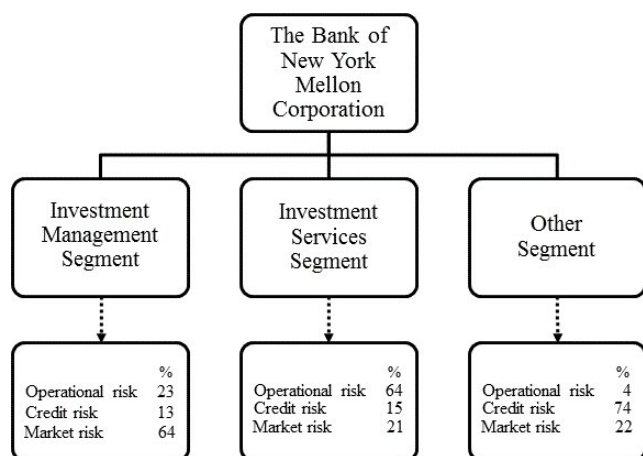 The Bank of
New York
Mellon
Corporation
Investment
Management
Segment
Investment
Services
Segment
Other
Segment
%
Operational risk 23
Credit risk 13
Market risk 64
%
Operational risk 64
Credit risk 15
Market risk 21
%
Operational risk 4
Credit risk 74
Market risk 22